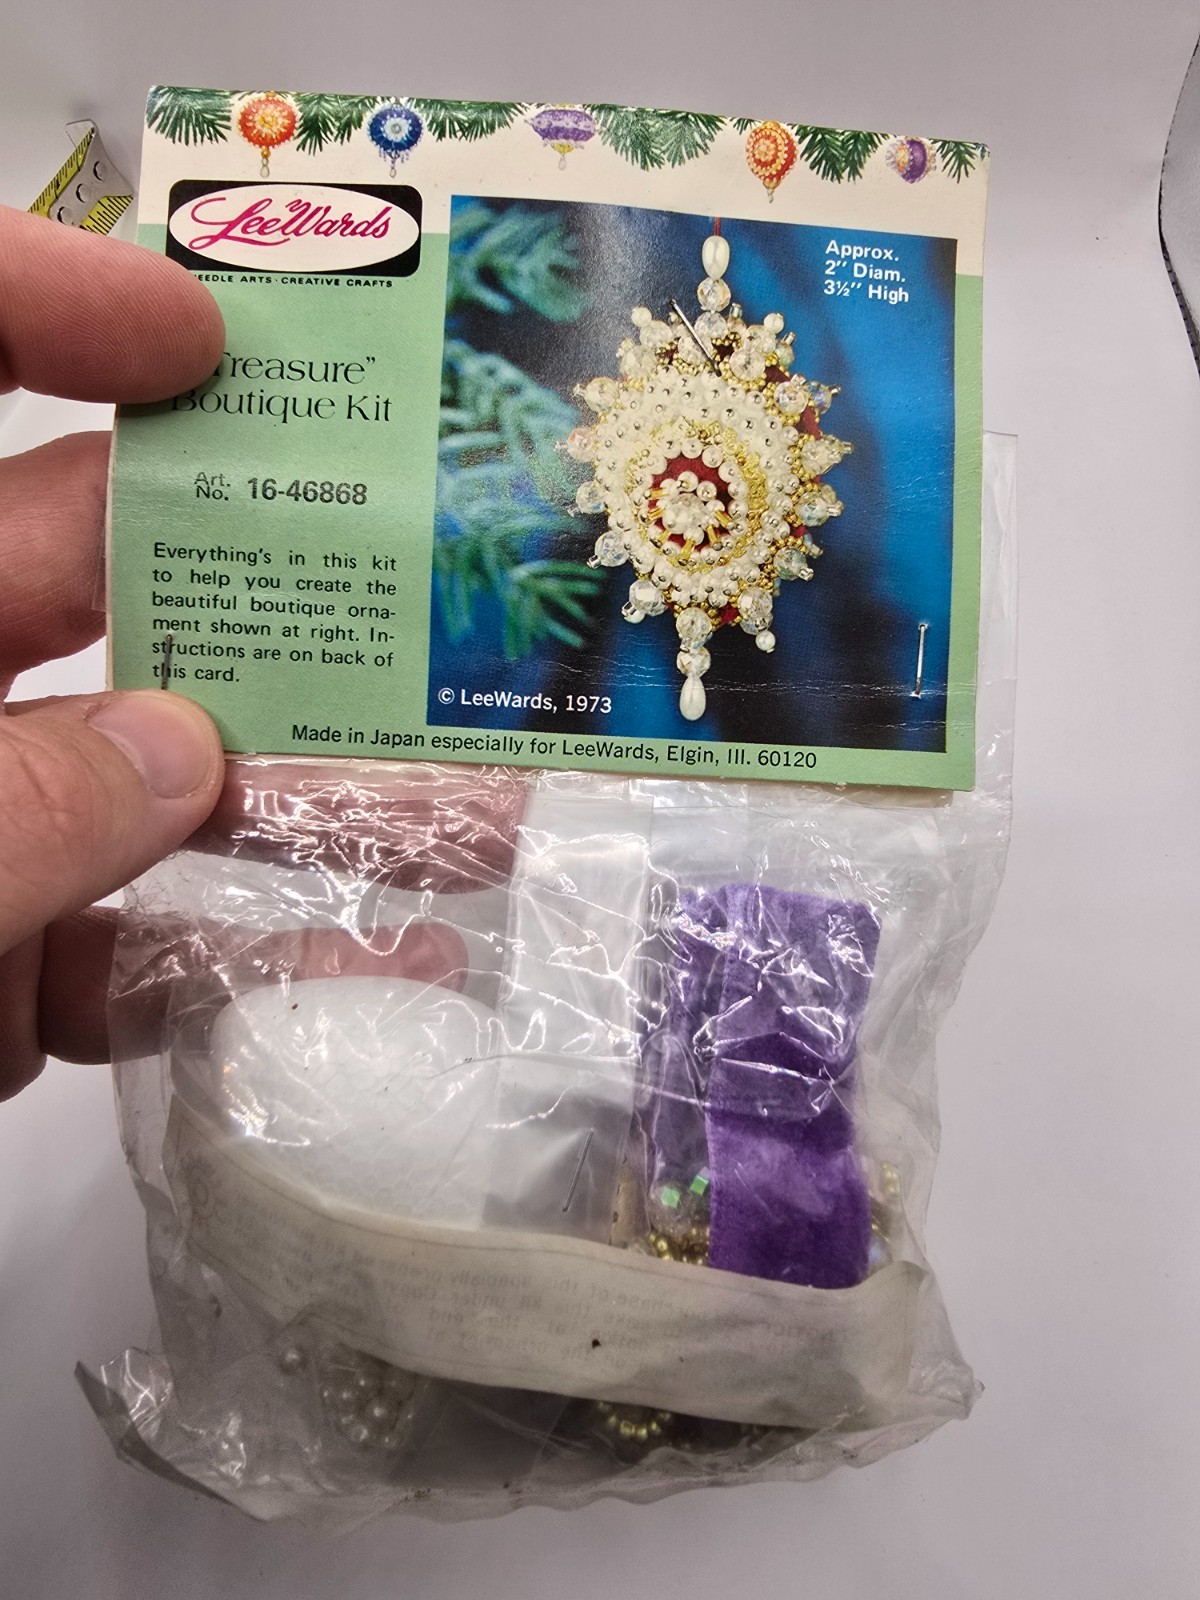 LeeWards
EEDLE ARTS · CREATIVE CRAFTS
Treasure"
Boutique Kit
Art. No. 16-46868
Everything's in this kit
to help you create the
beautiful boutique orna-
ment shown at right. In-
structions are on back of
this card.
Approx.
2" Diam.
3½" High
© LeeWards, 1973
Made in Japan especially for LeeWards, Elgin, Ill. 60120